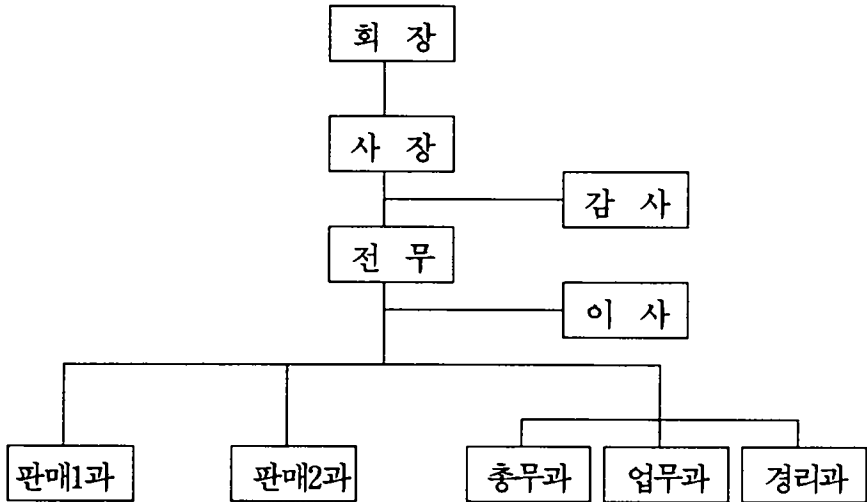 회 장
사 장
감 사
전 무
이 사
판매1과 판매2과 총무과 업무과 경리과